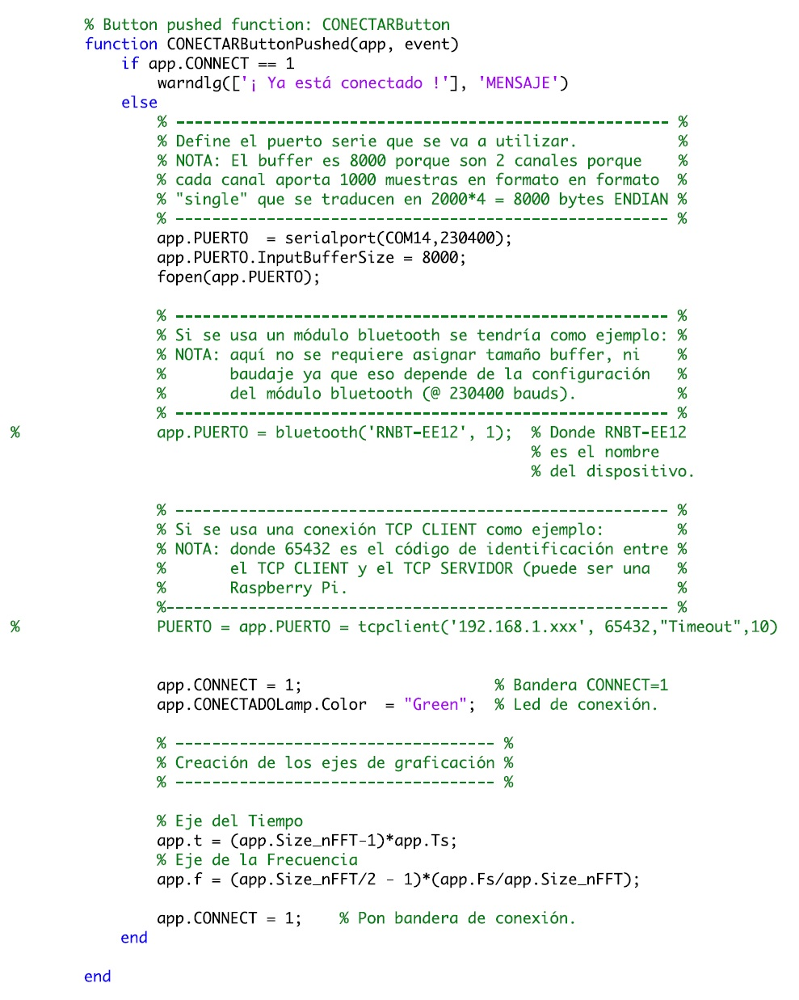 % Button pushed function: CONECTARButton
function CONECTARButtonPushed(app, event)
    if app.CONNECT == 1
        warndlg(['¡ Ya está conectado !'], 'MENSAJE')
    else
        % ------------------------------------------------------ %
        % Define el puerto serie que se va a utilizar.           %
        % NOTA: El buffer es 8000 porque son 2 canales porque    %
        % cada canal aporta 1000 muestras en formato en formato  %
        % "single" que se traducen en 2000*4 = 8000 bytes ENDIAN %
        % ------------------------------------------------------ %
        app.PUERTO  = serialport(COM14,230400);
        app.PUERTO.InputBufferSize = 8000;
        fopen(app.PUERTO);

        % ------------------------------------------------------ %
        % Si se usa un módulo bluetooth se tendría como ejemplo: %
        % NOTA: aquí no se requiere asignar tamaño buffer, ni    %
        %       baudaje ya que eso depende de la configuración   %
        %       del módulo bluetooth (@ 230400 bauds).           %
        % ------------------------------------------------------ %
%               app.PUERTO = bluetooth('RNBT-EE12', 1);  % Donde RNBT-EE12
                                                 % es el nombre
                                                 % del dispositivo.

        % ------------------------------------------------------ %
        % Si se usa una conexión TCP CLIENT como ejemplo:        %
        % NOTA: donde 65432 es el código de identificación entre %
        %       el TCP CLIENT y el TCP SERVIDOR (puede ser una   %
        %       Raspberry Pi.                                    %
        %------------------------------------------------------- %
%               PUERTO = app.PUERTO = tcpclient('192.168.1.xxx', 65432,"Timeout",10)

        app.CONNECT = 1;                     % Bandera CONNECT=1
        app.CONECTADOLamp.Color  = "Green";  % Led de conexión.

        % ----------------------------------- %
        % Creación de los ejes de graficación %
        % ----------------------------------- %

        % Eje del Tiempo
        app.t = (app.Size_nFFT-1)*app.Ts;
        % Eje de la Frecuencia
        app.f = (app.Size_nFFT/2 - 1)*(app.Fs/app.Size_nFFT);

        app.CONNECT = 1;    % Pon bandera de conexión.
    end

end